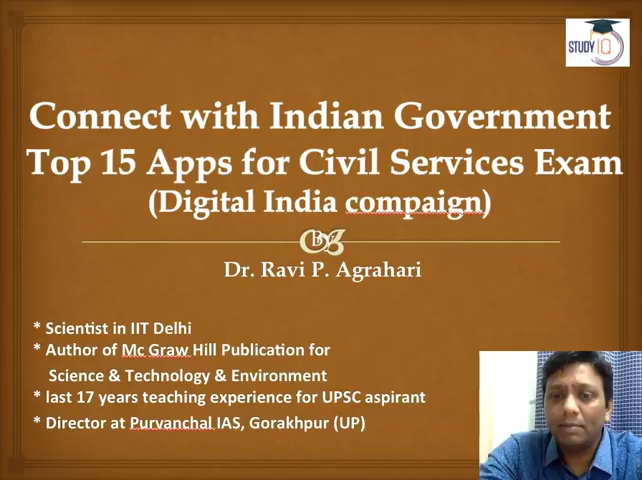 STUDY IQ
Connect with Indian Government
Top 15 Apps for Civil Services Exam
(Digital India compaign)
By
Dr. Ravi P. Agrahari
* Scientist in IIT Delhi
* Author of Mc Graw Hill Publication for
Science & Technology & Environment
* last 17 years teaching experience for UPSC aspirant
* Director at Purvanchal IAS, Gorakhpur (UP)